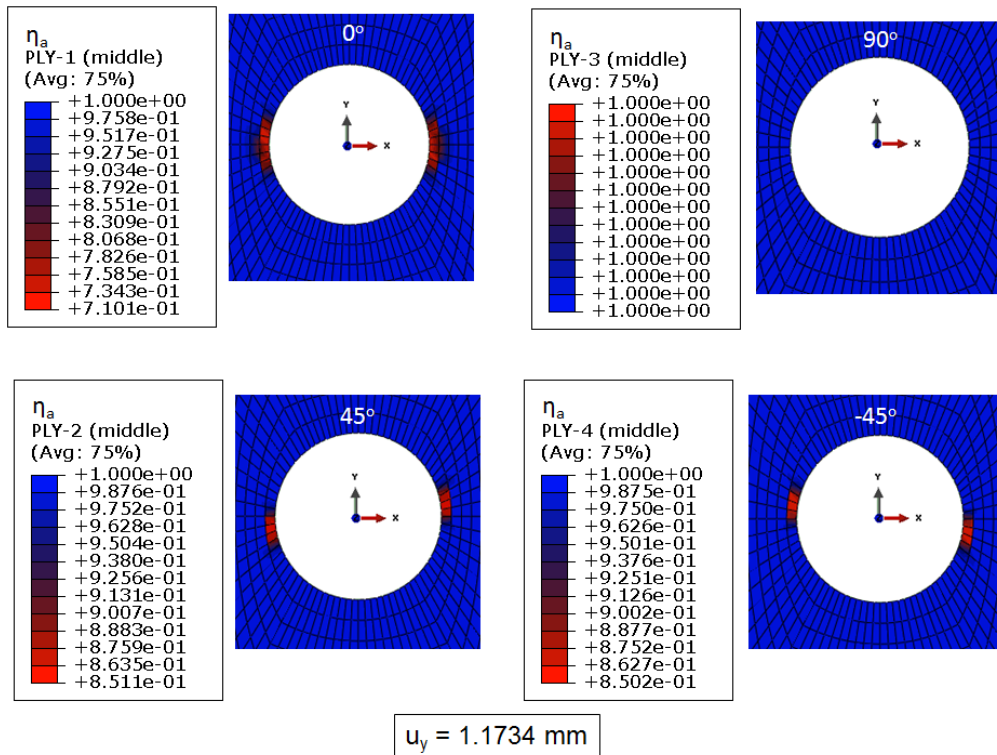 ηₐ
PLY-1 (middle)
(Avg: 75%)
+1.000e+00
+9.758e-01
+9.517e-01
+9.275e-01
+9.034e-01
+8.792e-01
+8.551e-01
+8.309e-01
+8.068e-01
+7.826e-01
+7.585e-01
+7.343e-01
+7.101e-01
0°
Y
X
ηₐ
PLY-3 (middle)
(Avg: 75%)
+1.000e+00
+1.000e+00
+1.000e+00
+1.000e+00
+1.000e+00
+1.000e+00
+1.000e+00
+1.000e+00
+1.000e+00
+1.000e+00
+1.000e+00
+1.000e+00
+1.000e+00
90°
Y
X
ηₐ
PLY-2 (middle)
(Avg: 75%)
+1.000e+00
+9.876e-01
+9.752e-01
+9.628e-01
+9.504e-01
+9.380e-01
+9.256e-01
+9.131e-01
+9.007e-01
+8.883e-01
+8.759e-01
+8.635e-01
+8.511e-01
45°
Y
X
ηₐ
PLY-4 (middle)
(Avg: 75%)
+1.000e+00
+9.875e-01
+9.750e-01
+9.626e-01
+9.501e-01
+9.376e-01
+9.251e-01
+9.126e-01
+9.002e-01
+8.877e-01
+8.752e-01
+8.627e-01
+8.502e-01
-45°
Y
X
u_y = 1.1734 mm